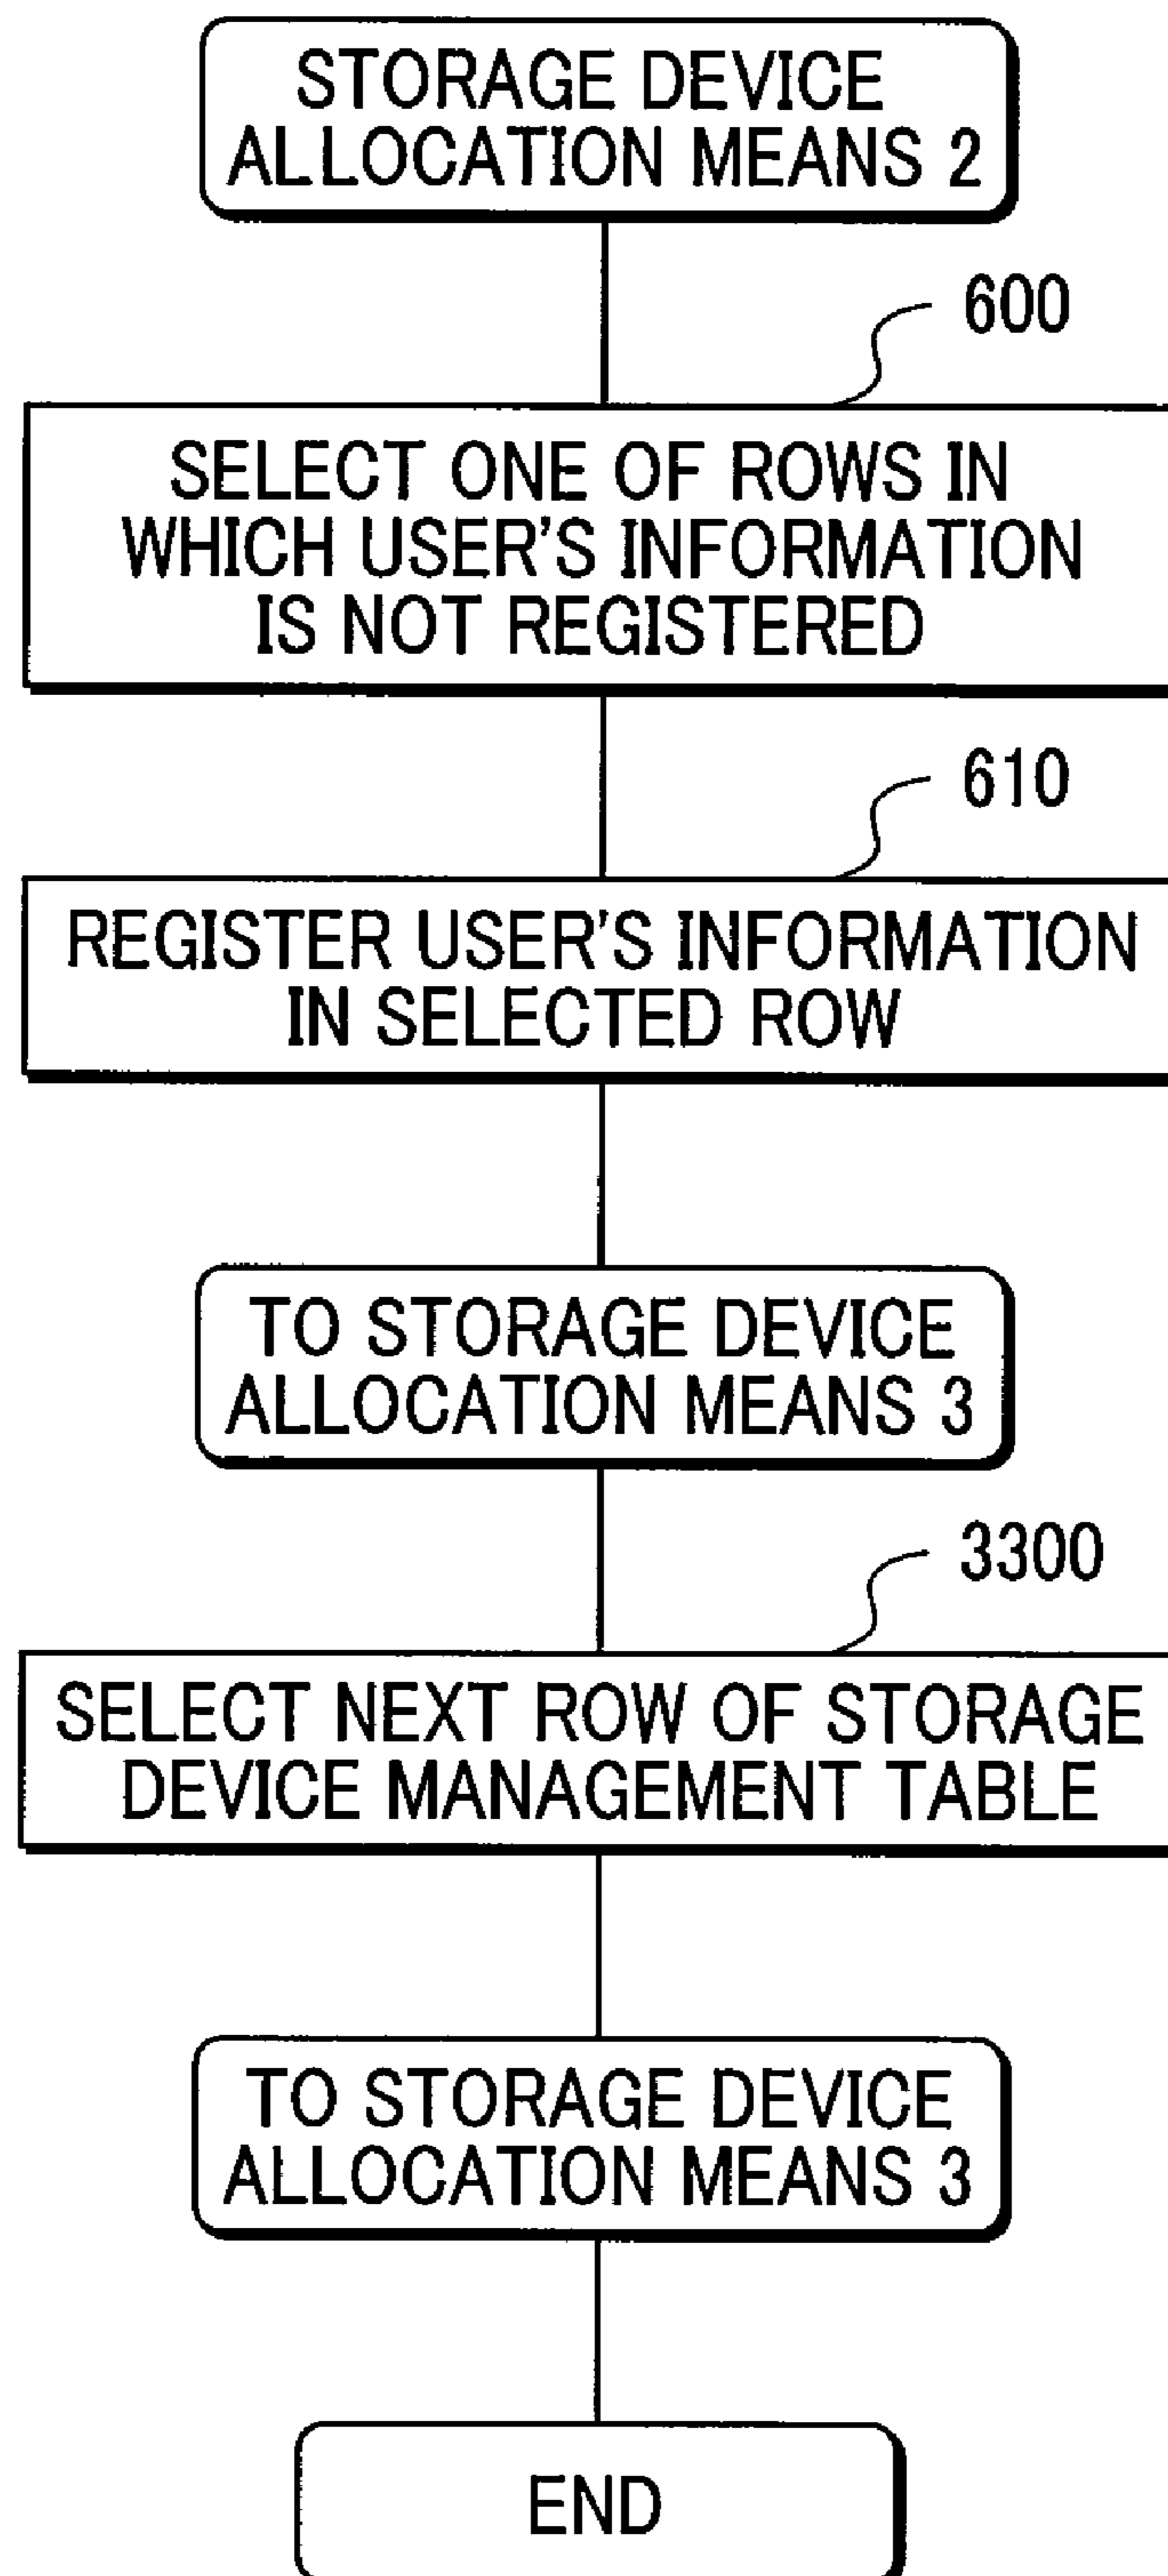 STORAGE DEVICE
ALLOCATION MEANS 2
600
SELECT ONE OF ROWS IN
WHICH USER'S INFORMATION
IS NOT REGISTERED
610
REGISTER USER'S INFORMATION
IN SELECTED ROW
TO STORAGE DEVICE
ALLOCATION MEANS 3
3300
SELECT NEXT ROW OF STORAGE
DEVICE MANAGEMENT TABLE
TO STORAGE DEVICE
ALLOCATION MEANS 3
END